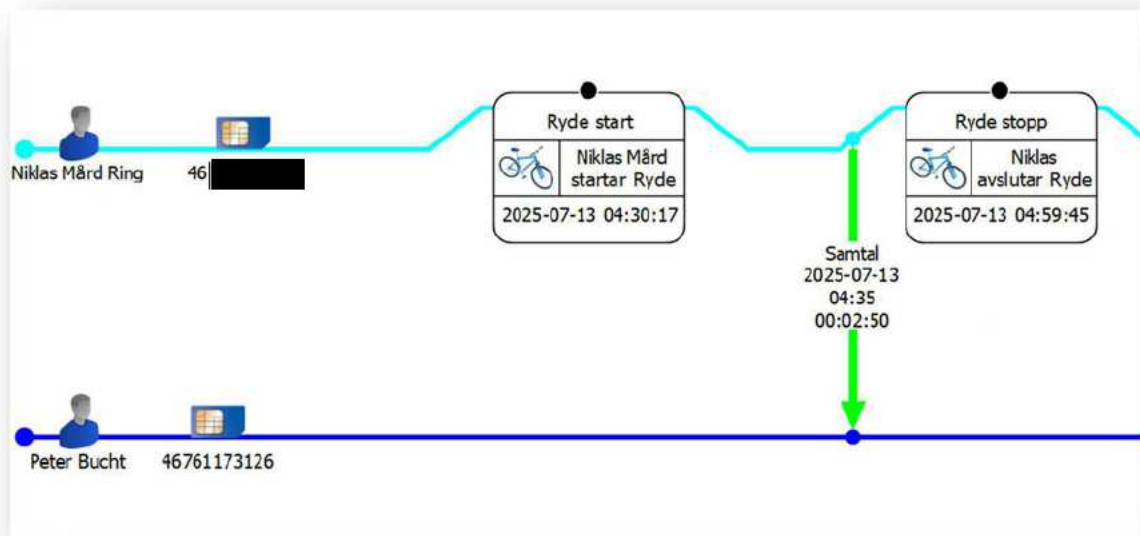 Ryde start
Niklas Mård
startar Ryde
2025-07-13 04:30:17
Ryde stopp
Niklas
avslutar Ryde
2025-07-13 04:59:45
Niklas Mård Ring
46
Samtal
2025-07-13
04:35
00:02:50
Peter Bucht
46761173126